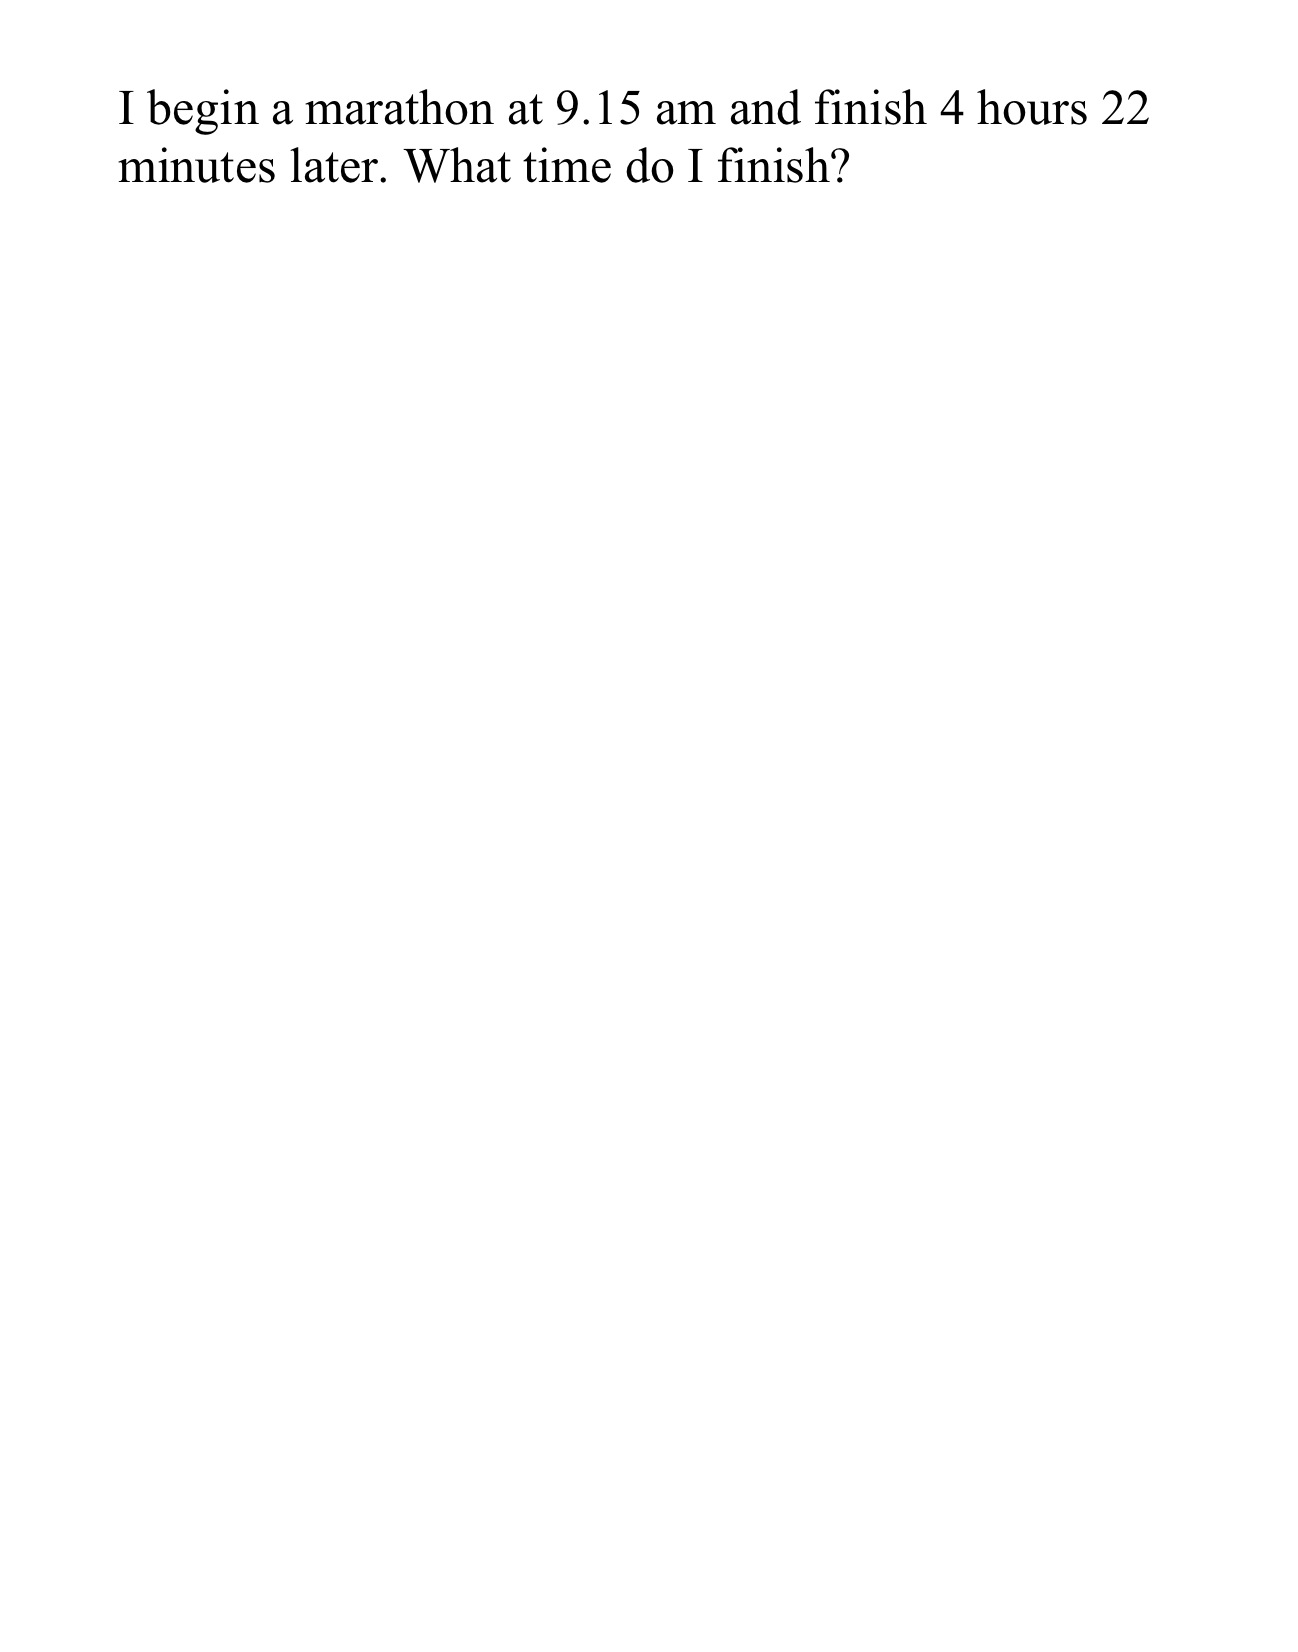 I begin a marathon at 9.15 am and finish 4 hours 22
minutes later. What time do I finish?